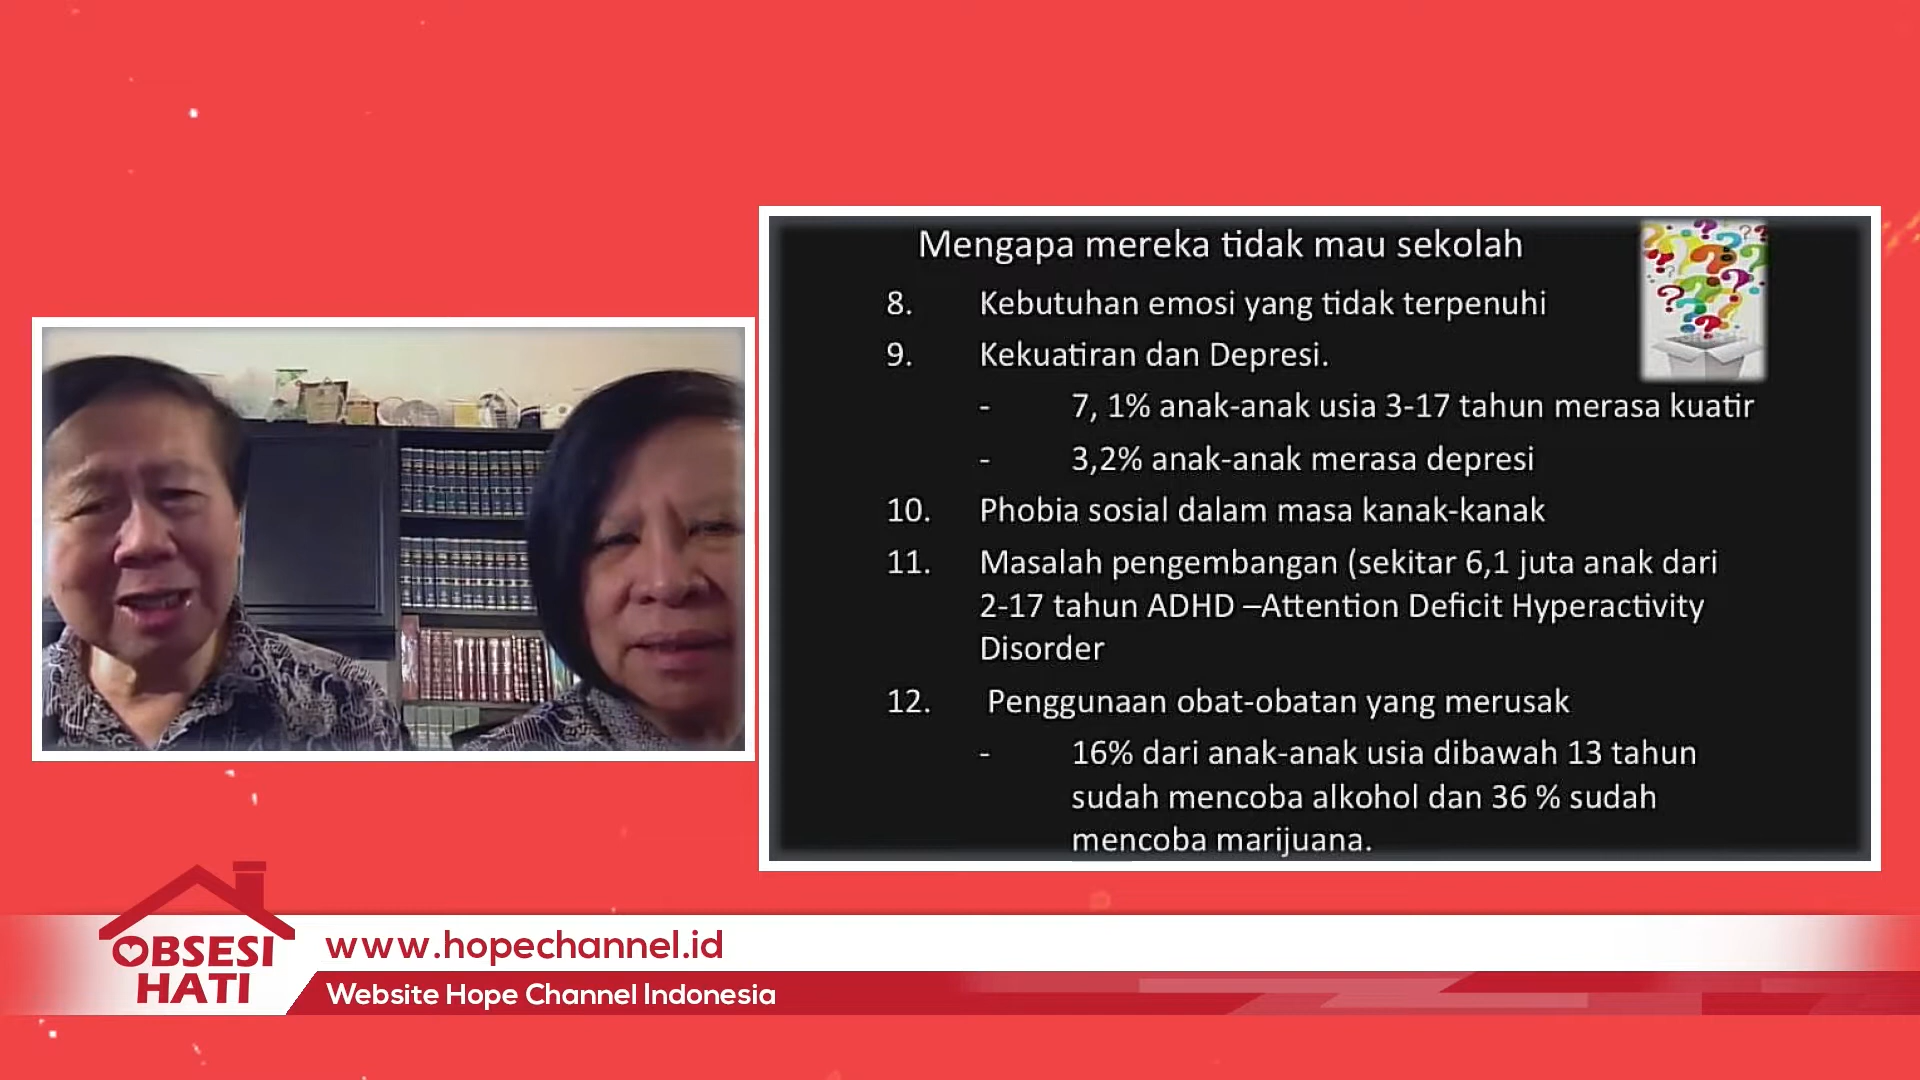 Mengapa mereka tidak mau sekolah
8. Kebutuhan emosi yang tidak terpenuhi
9. Kekuatiran dan Depresi.
- 7, 1% anak-anak usia 3-17 tahun merasa kuatir
- 3,2% anak-anak merasa depresi
10. Phobia sosial dalam masa kanak-kanak
11. Masalah pengembangan (sekitar 6,1 juta anak dari
2-17 tahun ADHD –Attention Deficit Hyperactivity
Disorder
12. Penggunaan obat-obatan yang merusak
- 16% dari anak-anak usia dibawah 13 tahun
sudah mencoba alkohol dan 36 % sudah
mencoba marijuana.
OBSESI
HATI
www.hopechannel.id
Website Hope Channel Indonesia